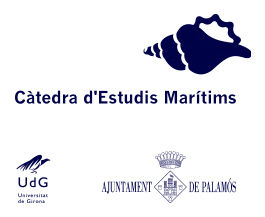 Càtedra d'Estudis Marítims
UdG
Universitat
de Girona
AJUNTAMENT DE PALAMÓS